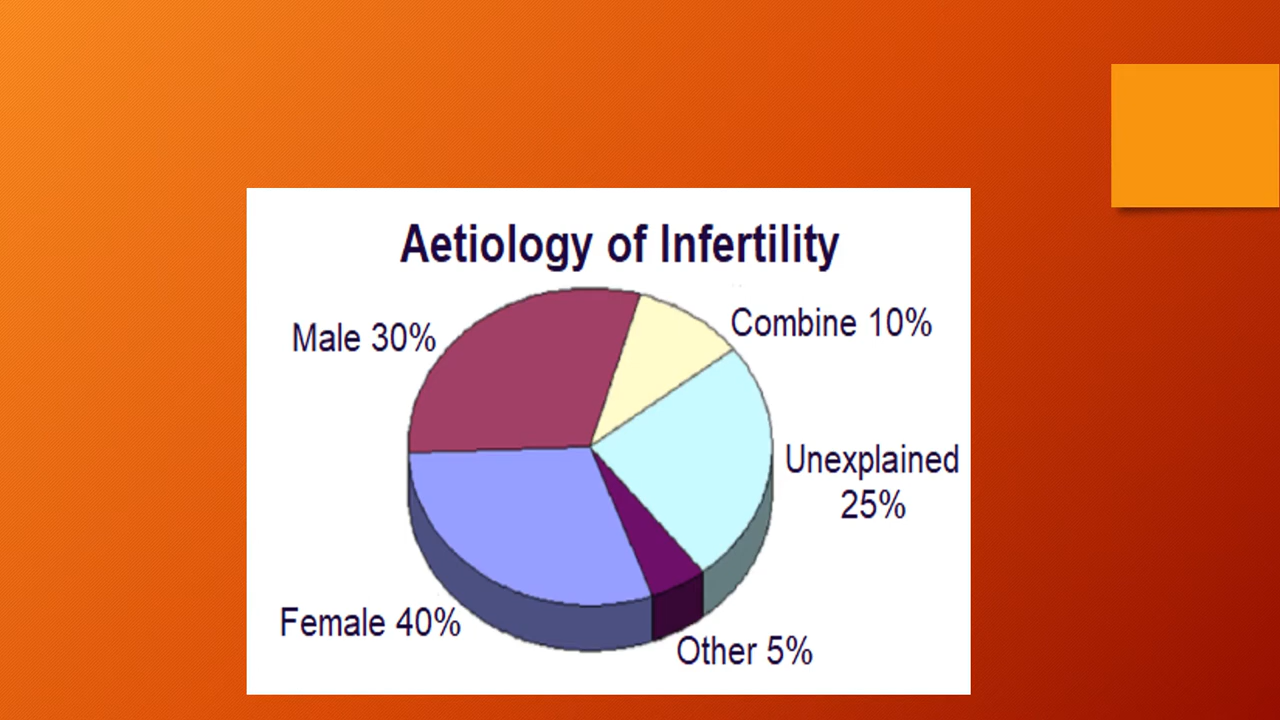 Aetiology of Infertility
Combine 10%
Male 30%
Unexplained
25%
Female 40%
Other 5%